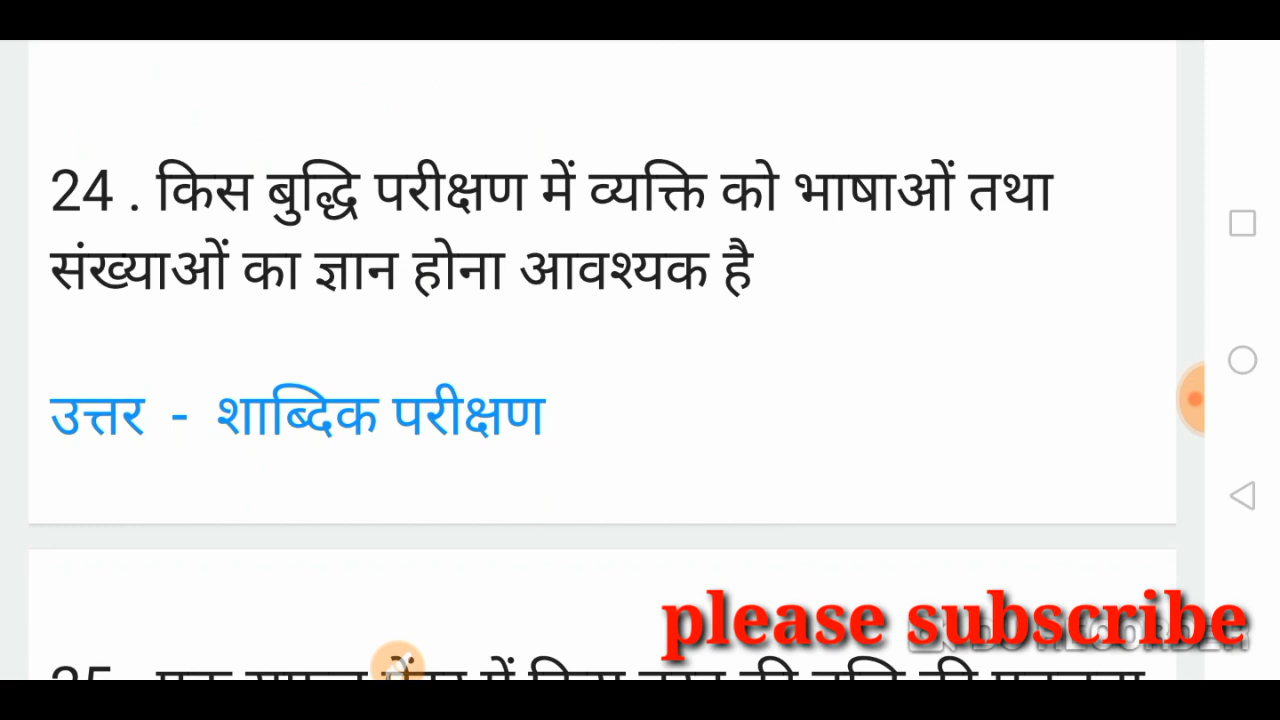 24 . किस बुद्धि परीक्षण में व्यक्ति को भाषाओं तथा
संख्याओं का ज्ञान होना आवश्यक है
उत्तर - शाब्दिक परीक्षण
please subscribe